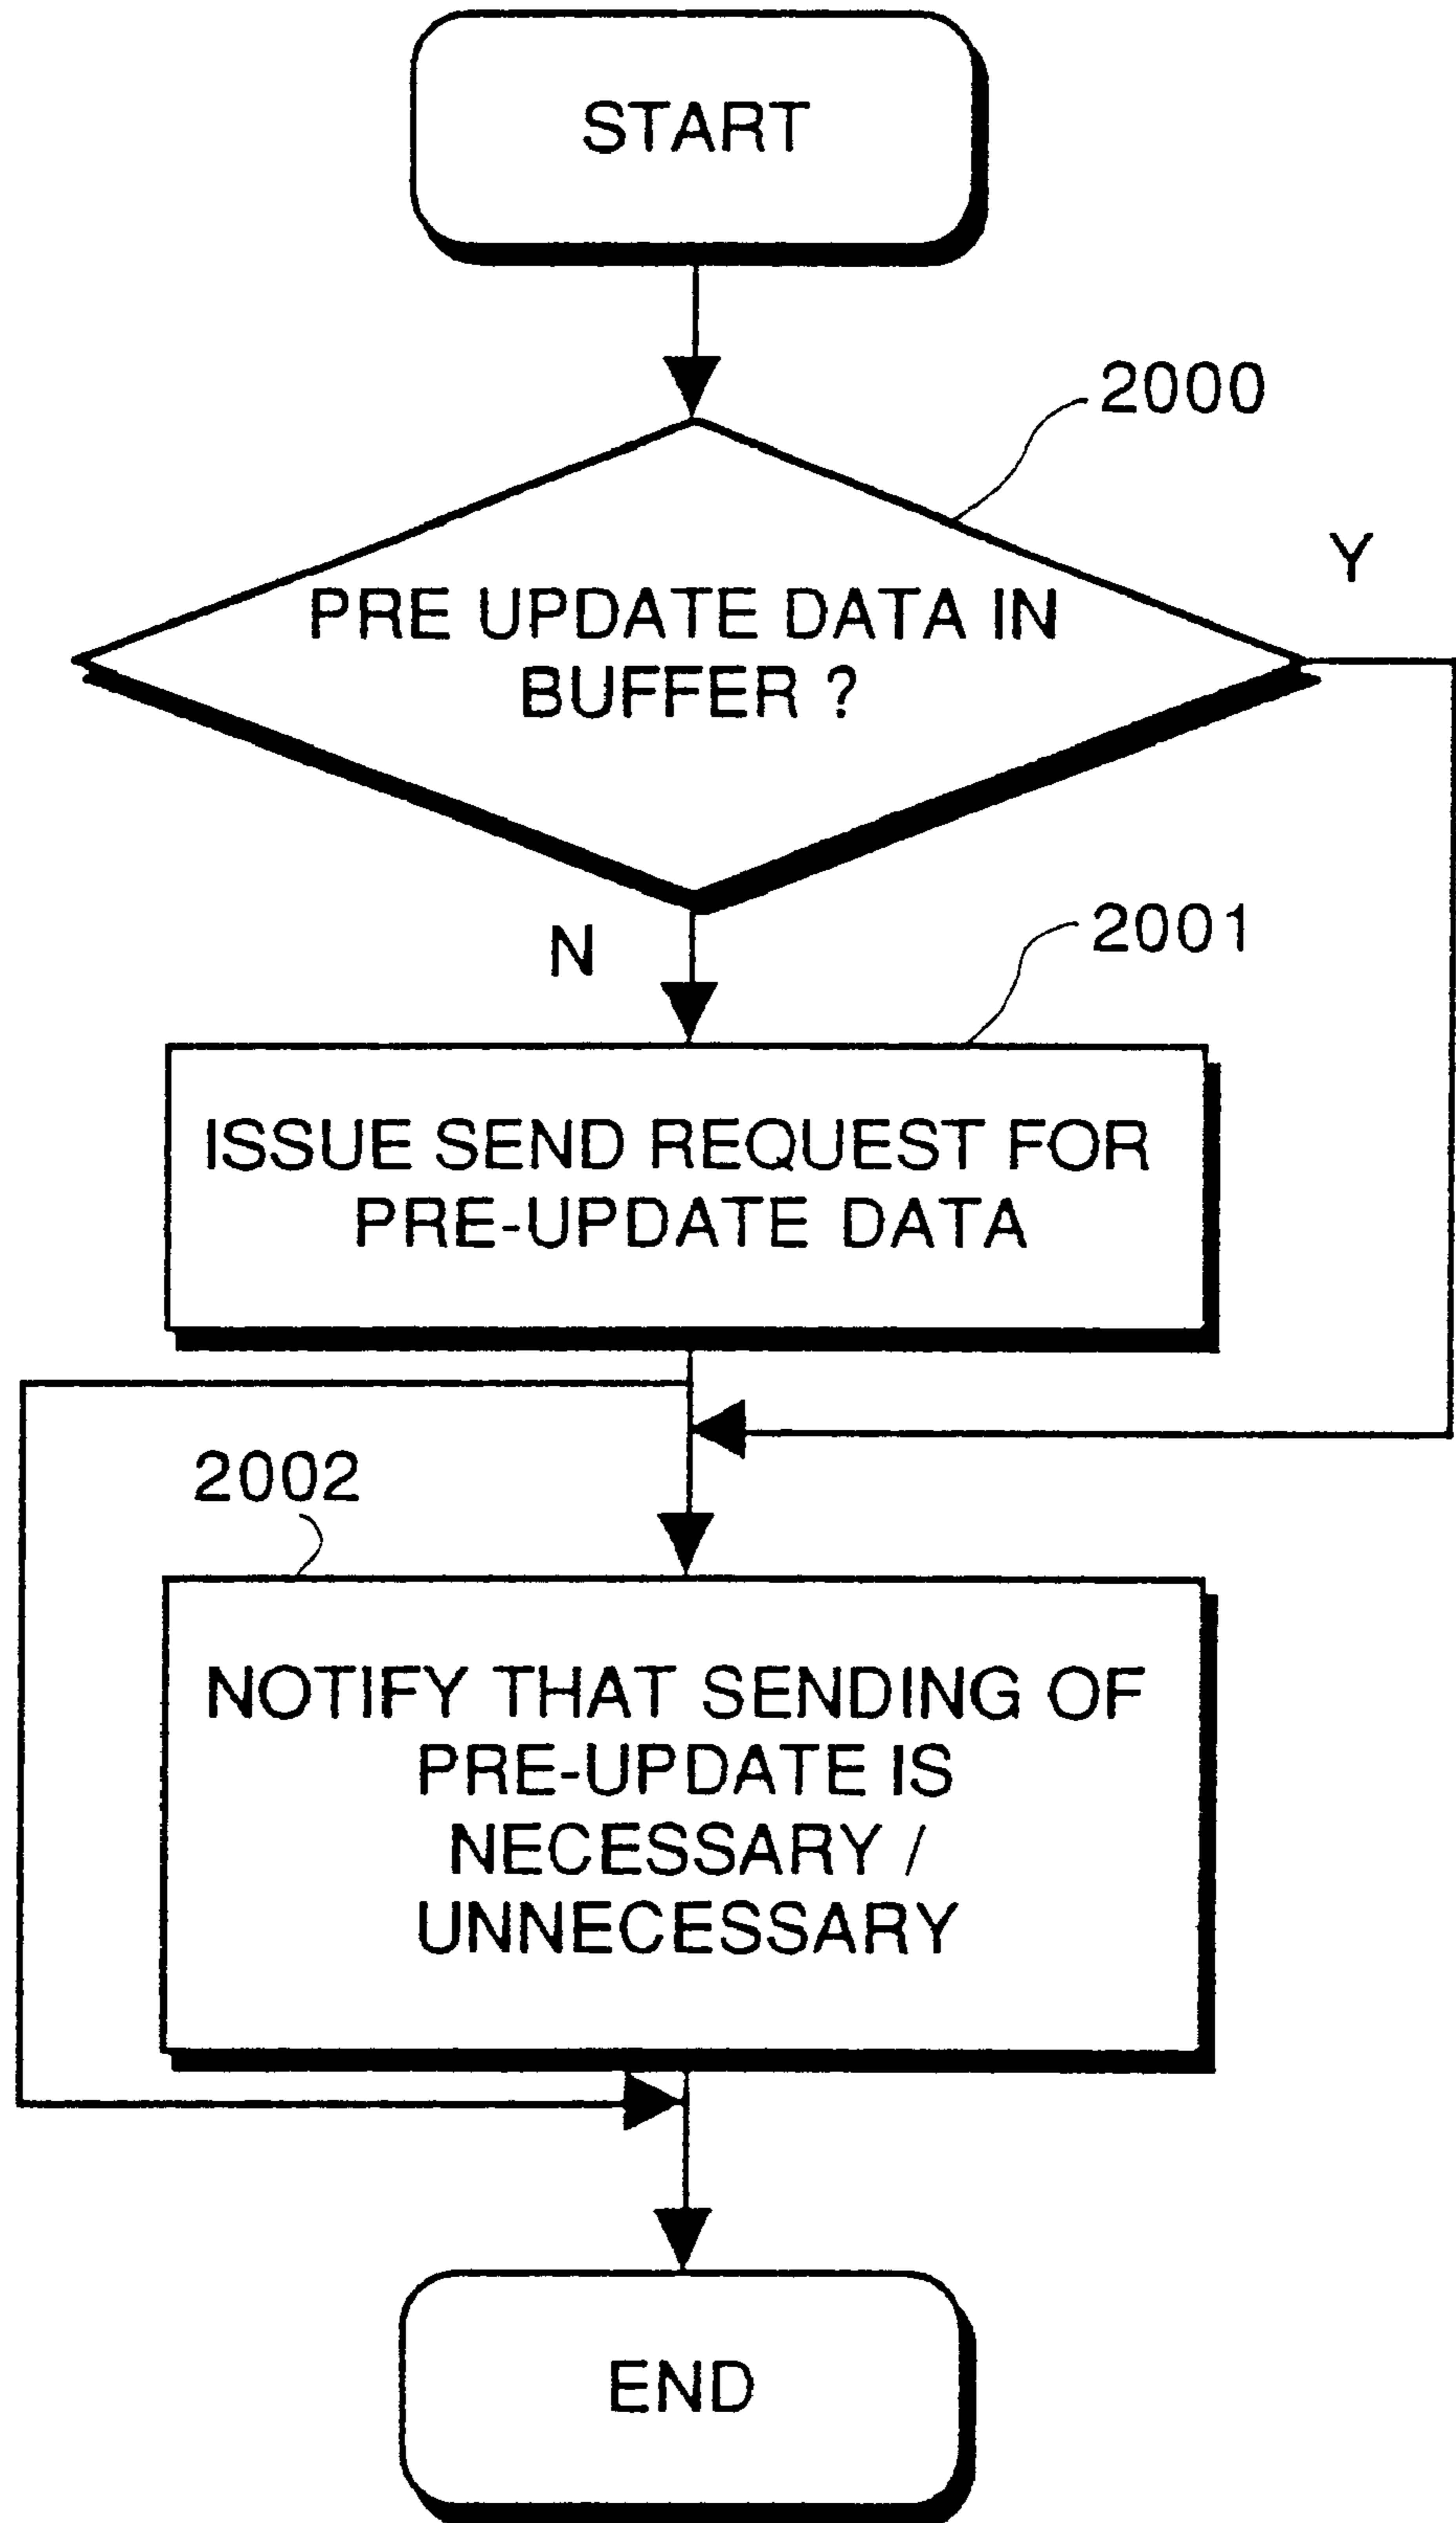 START
2000
Y
PRE UPDATE DATA IN
BUFFER ?
N
2001
ISSUE SEND REQUEST FOR
PRE-UPDATE DATA
2002
NOTIFY THAT SENDING OF
PRE-UPDATE IS
NECESSARY /
UNNECESSARY
END